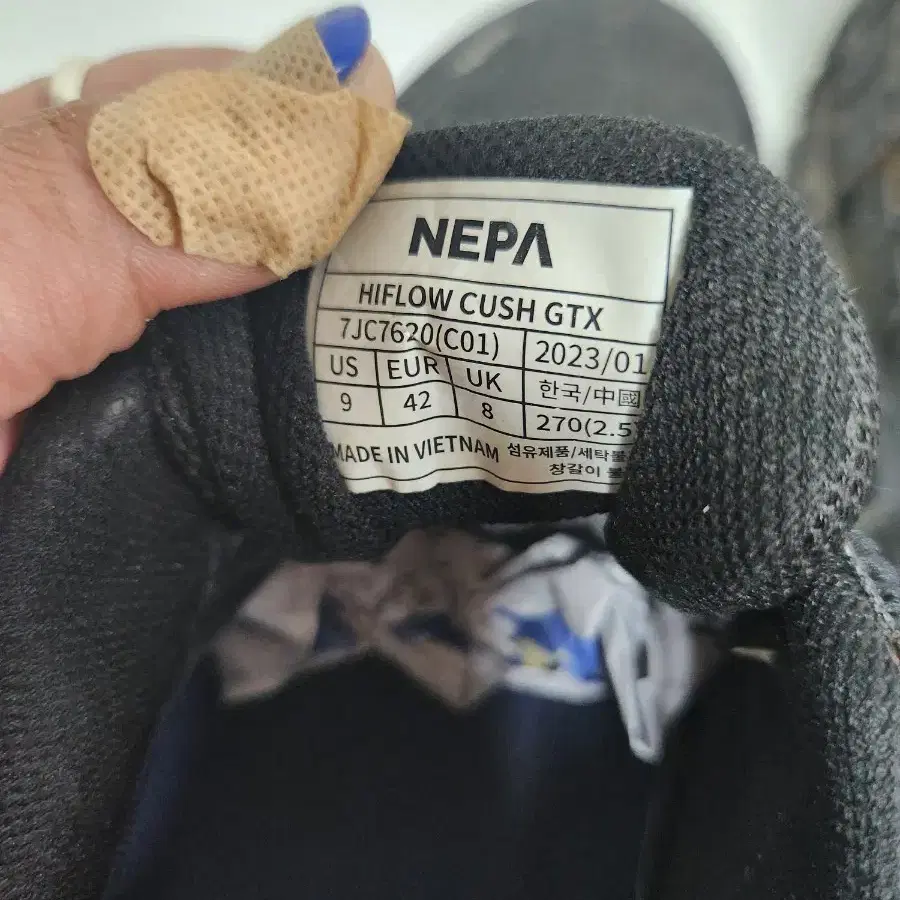 NEPA
HIFLOW CUSH GTX
7JC7620(C01) 2023/01
US EUR UK 한국/中國
9 42 8 270(2.5
MADE IN VIETNAM 섬유제품/세탁불
창갈이 불